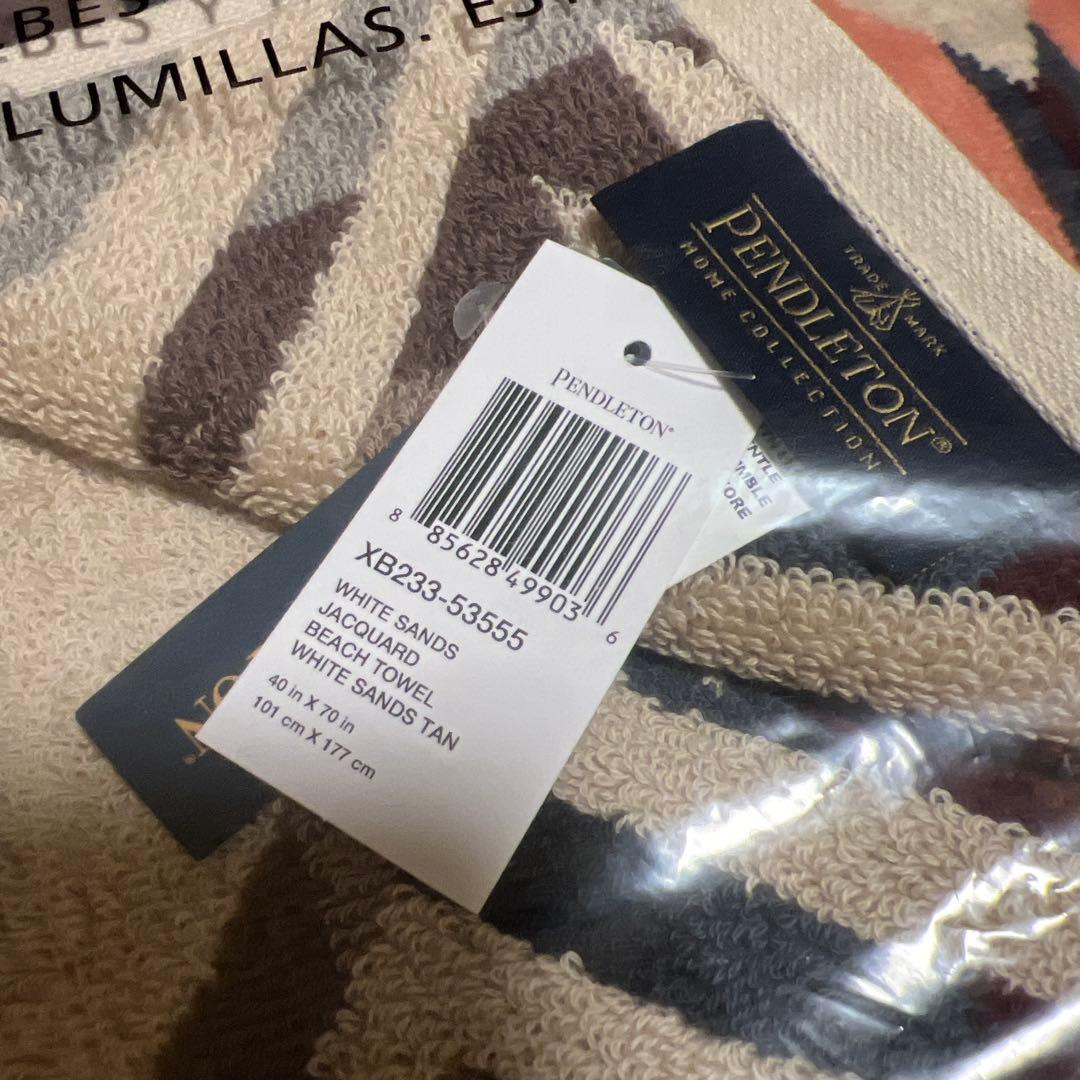 LUMILLAS. EST
PENDLETON®
HOME COLLECTION
TRADE MARK
PENDLETON®
8 85628 49903 6
XB233-53555
WHITE SANDS
JACQUARD
BEACH TOWEL
WHITE SANDS TAN
40 in X 70 in
101 cm X 177 cm